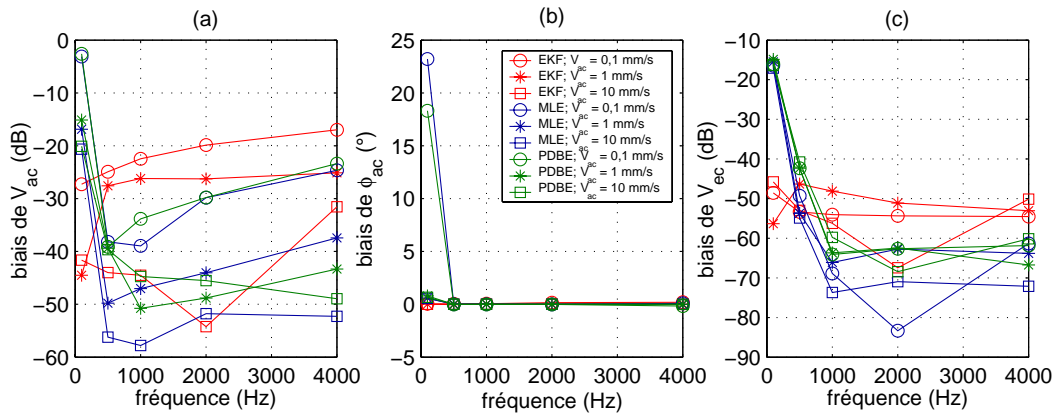 (a)
0
−10
−20
−30
−40
−50
−60
0 1000 2000 3000 4000
fréquence (Hz)
biais de V_ac (dB)
(b)
25
20
15
10
5
0
−5
0 1000 2000 3000 4000
fréquence (Hz)
biais de ϕ_ac (°)
EKF; V_ac = 0,1 mm/s
EKF; V_ac = 1 mm/s
EKF; V_ac = 10 mm/s
MLE; V_ac = 0,1 mm/s
MLE; V_ac = 1 mm/s
MLE; V_ac = 10 mm/s
PDBE; V_ac = 0,1 mm/s
PDBE; V_ac = 1 mm/s
PDBE; V_ac = 10 mm/s
(c)
−10
−20
−30
−40
−50
−60
−70
−80
−90
0 1000 2000 3000 4000
fréquence (Hz)
biais de V_ec (dB)